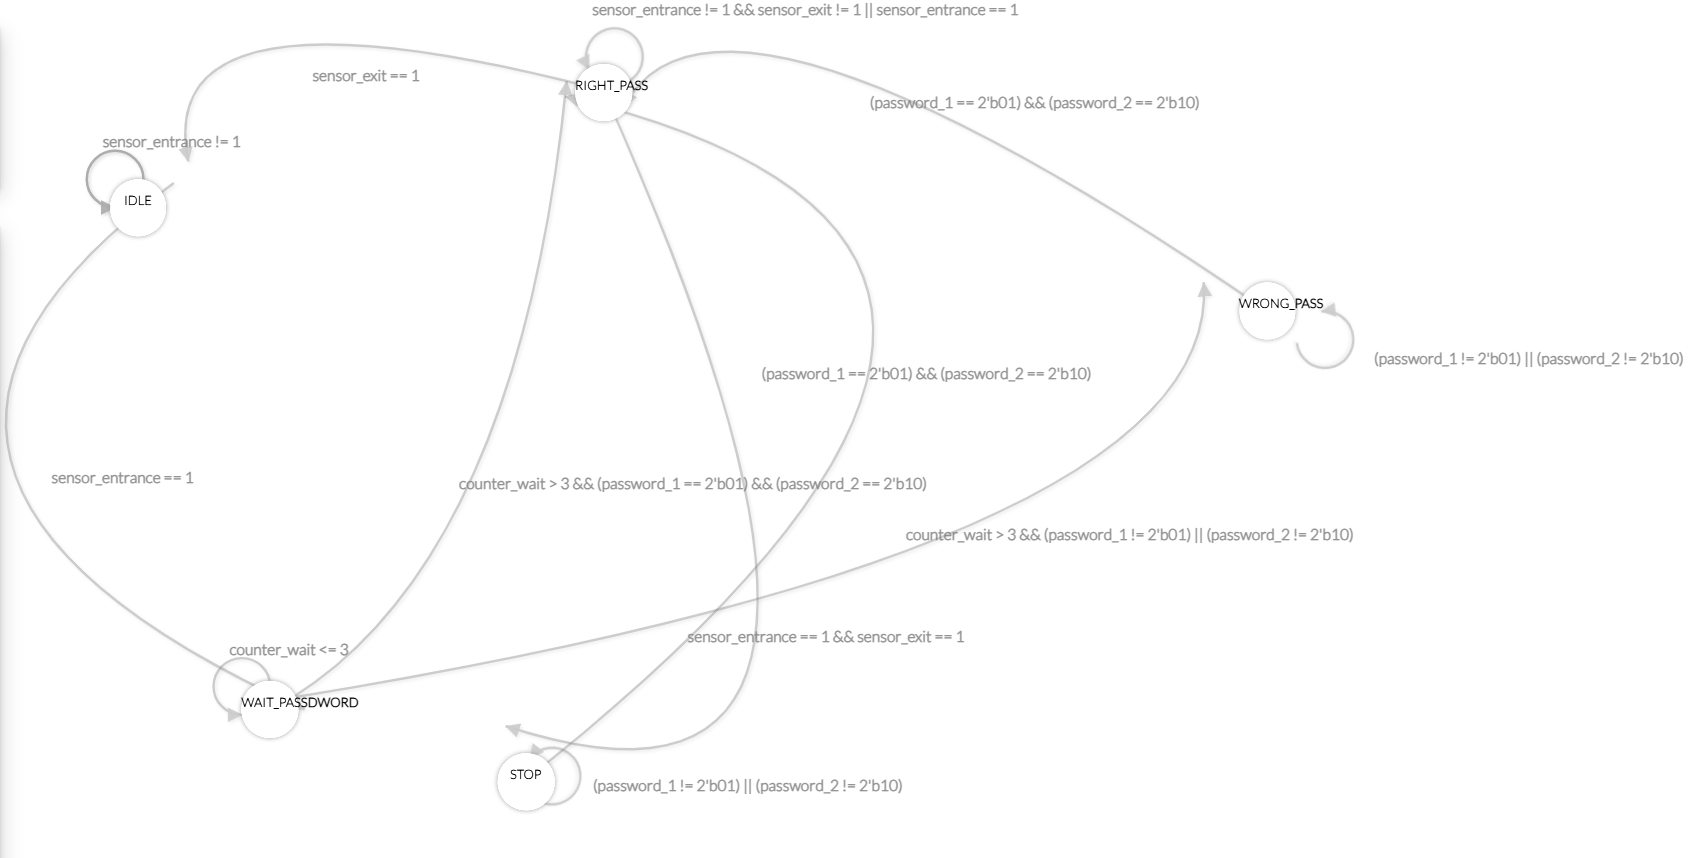 sensor_entrance != 1 && sensor_exit != 1 || sensor_entrance == 1
sensor_exit == 1
RIGHT_PASS
(password_1 == 2'b01) && (password_2 == 2'b10)
sensor_entrance != 1
IDLE
WRONG_PASS
(password_1 != 2'b01) || (password_2 != 2'b10)
(password_1 == 2'b01) && (password_2 == 2'b10)
sensor_entrance == 1
counter_wait > 3 && (password_1 == 2'b01) && (password_2 == 2'b10)
counter_wait > 3 && (password_1 != 2'b01) || (password_2 != 2'b10)
sensor_entrance == 1 && sensor_exit == 1
counter_wait <= 3
WAIT_PASSDWORD
STOP
(password_1 != 2'b01) || (password_2 != 2'b10)